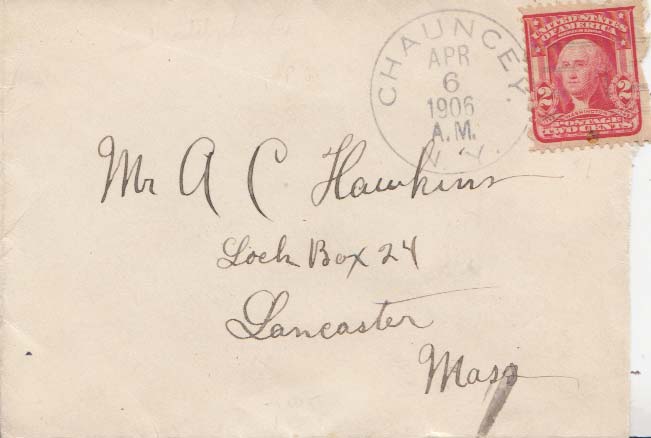 CHAUNCEY.
APR
6
1906
A.M.
N.Y.
UNITED STATES
OF AMERICA
2 2
WASHINGTON
POSTAGE
TWO CENTS
Mr A C Hawkins
Lock Box 24
Lancaster
Mass